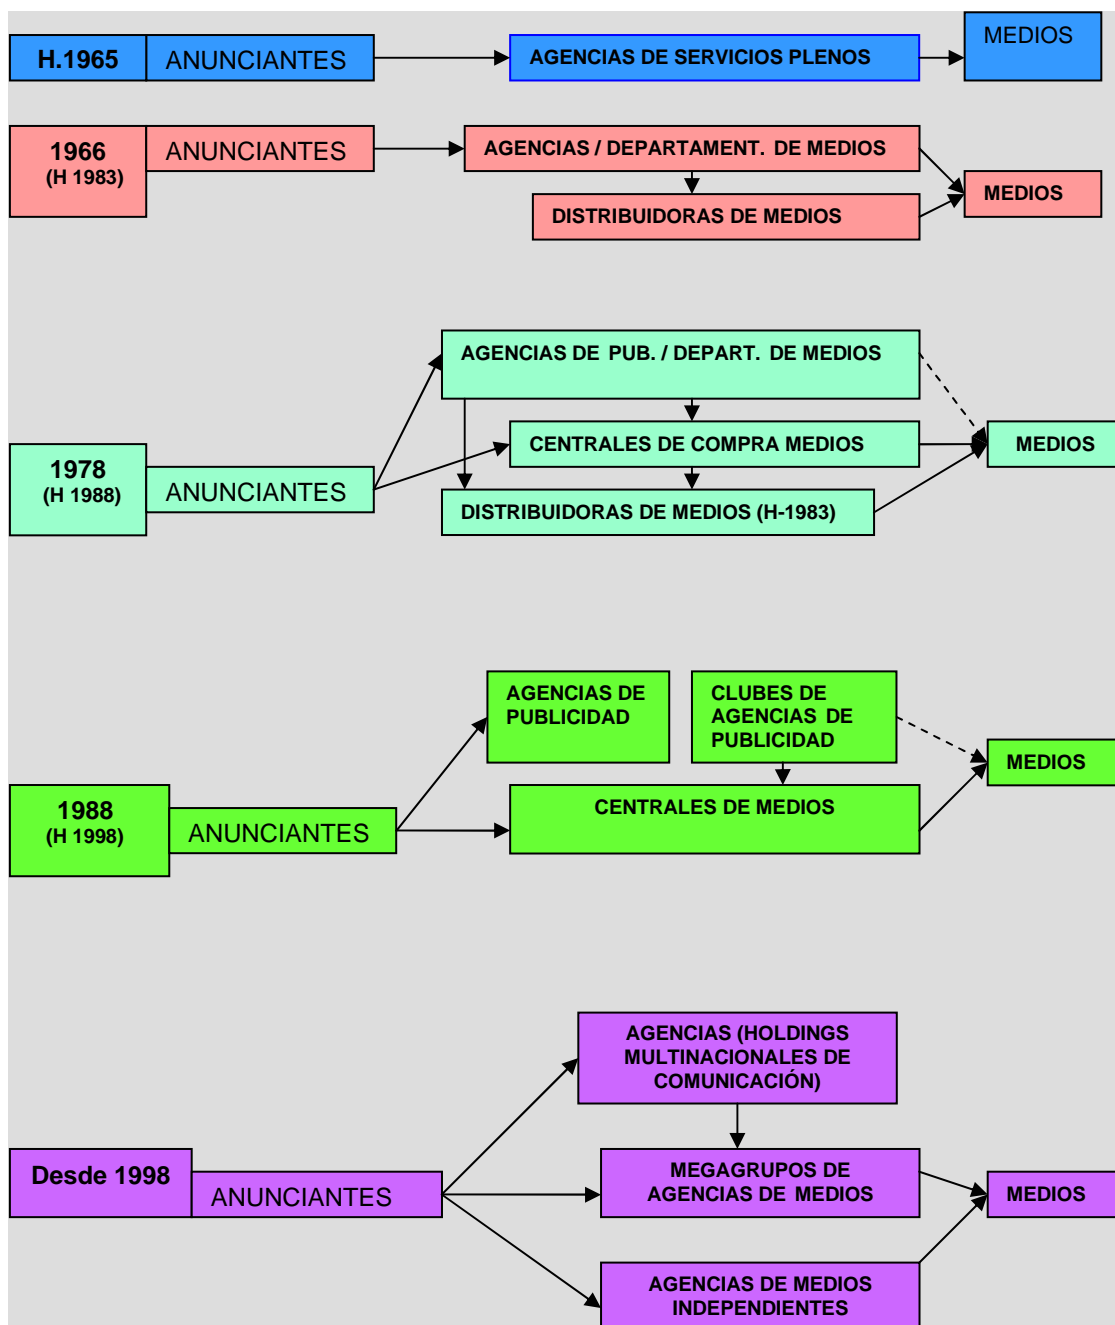 H.1965
ANUNCIANTES
AGENCIAS DE SERVICIOS PLENOS
MEDIOS
1966
(H 1983)
ANUNCIANTES
AGENCIAS / DEPARTAMENT. DE MEDIOS
DISTRIBUIDORAS DE MEDIOS
MEDIOS
1978
(H 1988)
ANUNCIANTES
AGENCIAS DE PUB. / DEPART. DE MEDIOS
CENTRALES DE COMPRA MEDIOS
DISTRIBUIDORAS DE MEDIOS (H-1983)
MEDIOS
1988
(H 1998)
ANUNCIANTES
AGENCIAS DE
PUBLICIDAD
CLUBES DE
AGENCIAS DE
PUBLICIDAD
CENTRALES DE MEDIOS
MEDIOS
Desde 1998
ANUNCIANTES
AGENCIAS (HOLDINGS
MULTINACIONALES DE
COMUNICACIÓN)
MEGAGRUPOS DE
AGENCIAS DE MEDIOS
AGENCIAS DE MEDIOS
INDEPENDIENTES
MEDIOS